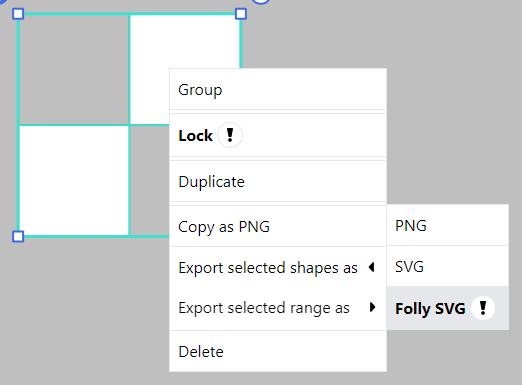 Group
Lock !
Duplicate
Copy as PNG
Export selected shapes as
Export selected range as
Delete
PNG
SVG
Folly SVG !